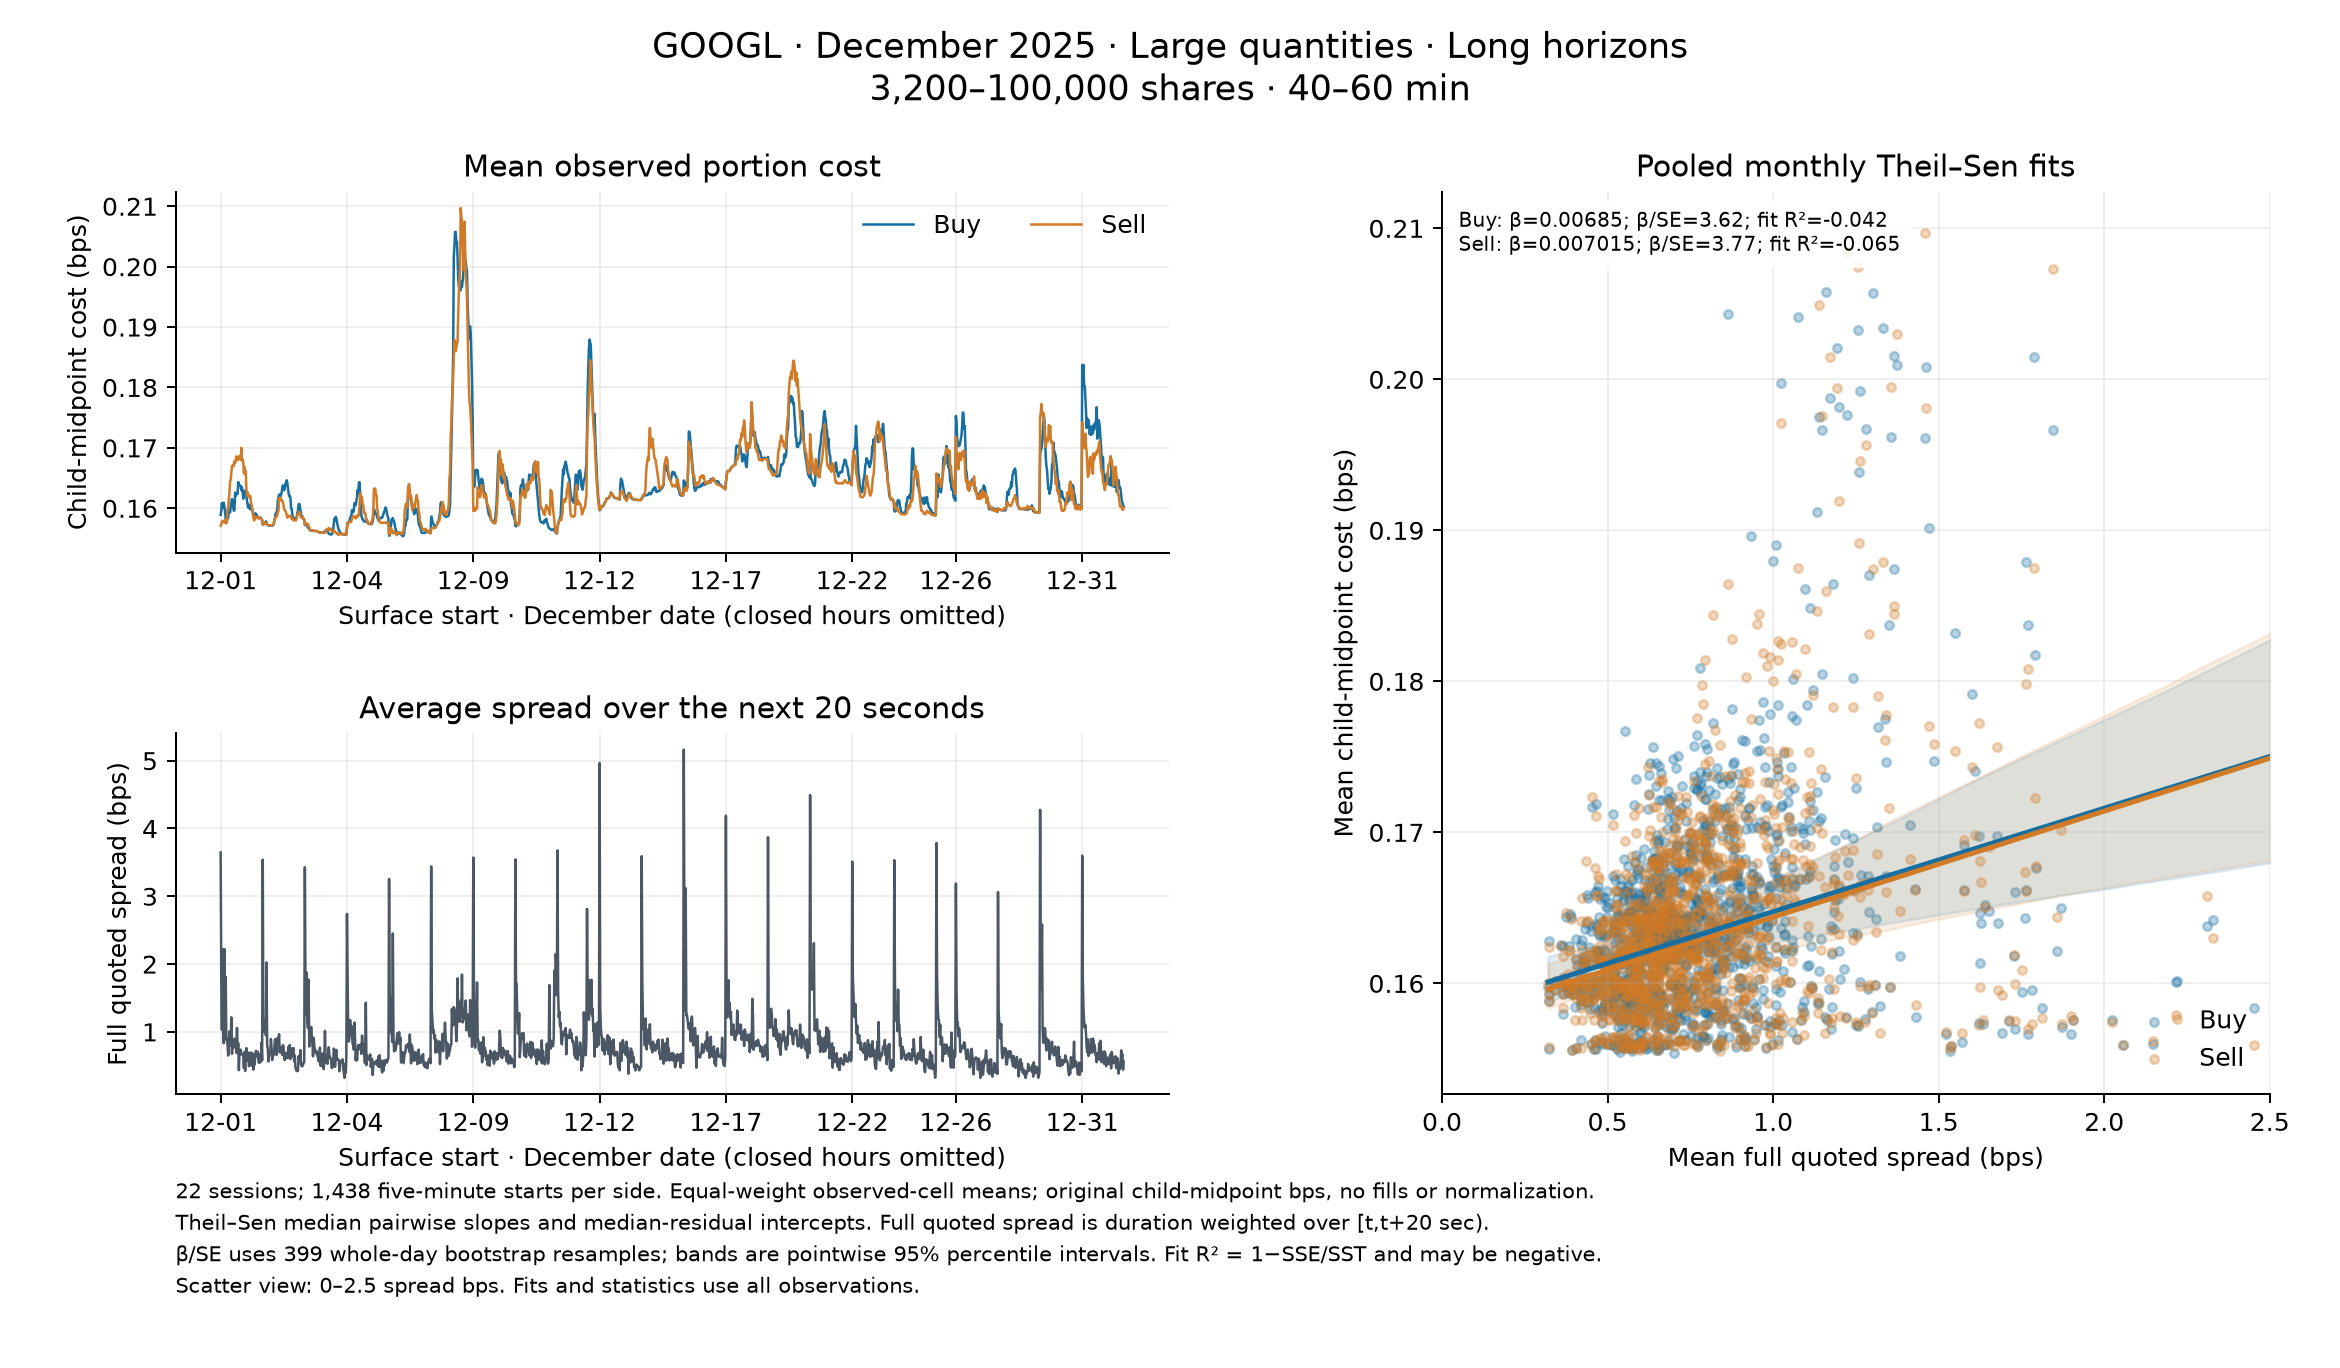 GOOGL · December 2025 · Large quantities · Long horizons
3,200–100,000 shares · 40–60 min
Mean observed portion cost
Child-midpoint cost (bps)
0.21
0.20
0.19
0.18
0.17
0.16
Buy
Sell
12-01
12-04
12-09
12-12
12-17
12-22
12-26
12-31
Surface start · December date (closed hours omitted)
Average spread over the next 20 seconds
Full quoted spread (bps)
5
4
3
2
1
12-01
12-04
12-09
12-12
12-17
12-22
12-26
12-31
Surface start · December date (closed hours omitted)
Pooled monthly Theil–Sen fits
Buy: β=0.00685; β/SE=3.62; fit R²=-0.042
Sell: β=0.007015; β/SE=3.77; fit R²=-0.065
Mean child-midpoint cost (bps)
0.21
0.20
0.19
0.18
0.17
0.16
Buy
Sell
0.0
0.5
1.0
1.5
2.0
2.5
Mean full quoted spread (bps)
22 sessions; 1,438 five-minute starts per side. Equal-weight observed-cell means; original child-midpoint bps, no fills or normalization.
Theil–Sen median pairwise slopes and median-residual intercepts. Full quoted spread is duration weighted over [t,t+20 sec).
β/SE uses 399 whole-day bootstrap resamples; bands are pointwise 95% percentile intervals. Fit R² = 1−SSE/SST and may be negative.
Scatter view: 0–2.5 spread bps. Fits and statistics use all observations.